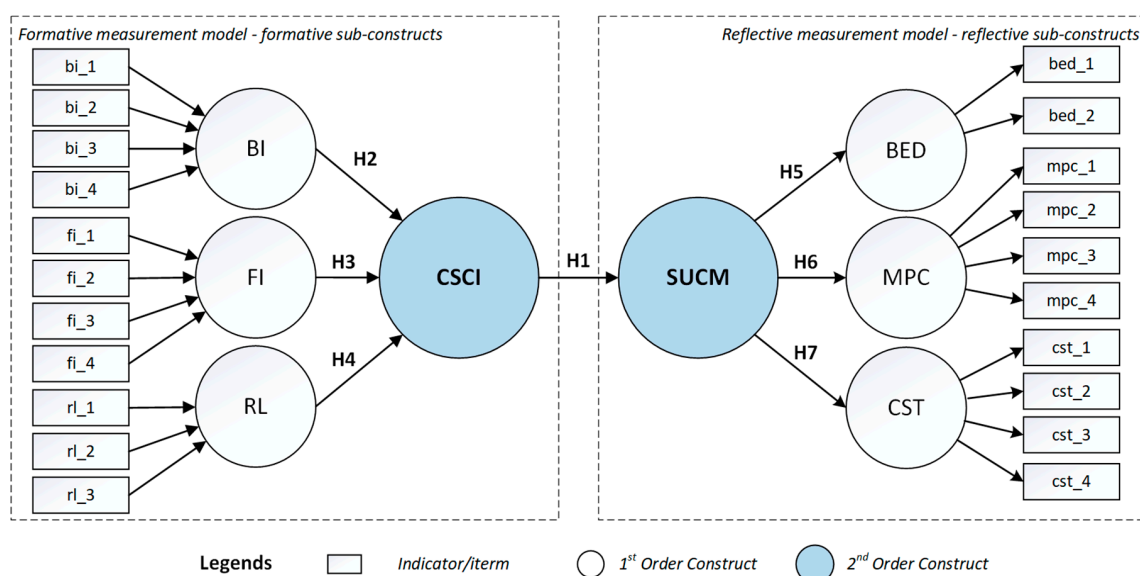 Formative measurement model - formative sub-constructs
bi_1
bi_2
bi_3
bi_4
fi_1
fi_2
fi_3
fi_4
rl_1
rl_2
rl_3
BI
FI
RL
H2
H3
H4
CSCI
H1
Reflective measurement model - reflective sub-constructs
SUCM
H5
H6
H7
BED
MPC
CST
bed_1
bed_2
mpc_1
mpc_2
mpc_3
mpc_4
cst_1
cst_2
cst_3
cst_4
Legends
Indicator/iterm
1st Order Construct
2nd Order Construct